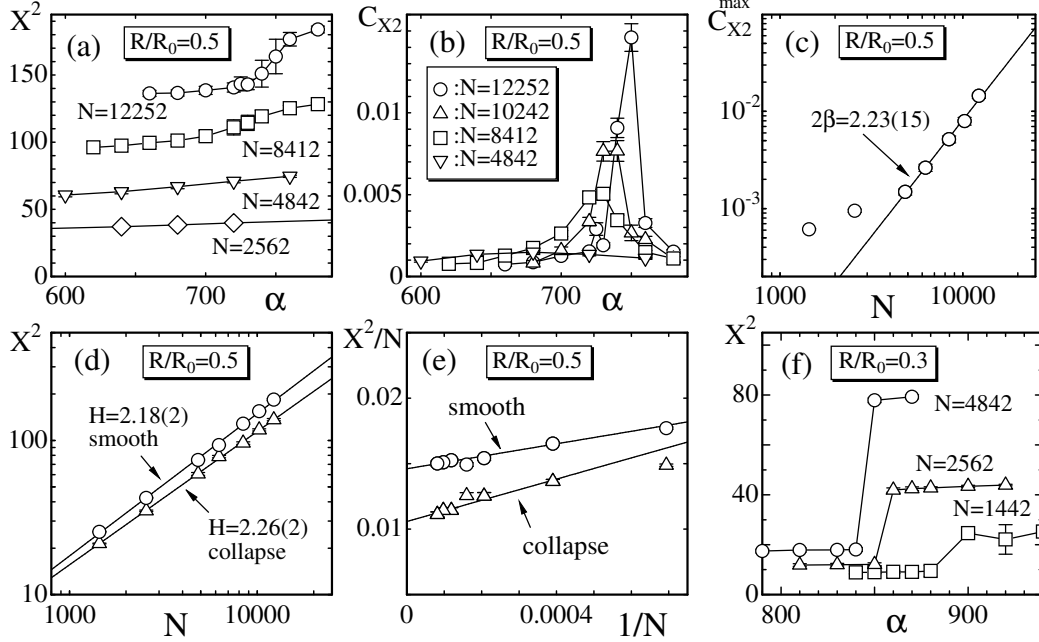 X²
(a)
R/R₀=0.5
150
100
50
0
N=12252
N=8412
N=4842
N=2562
600
700
α
C_X2
(b)
R/R₀=0.5
○ :N=12252
△ :N=10242
□ :N=8412
▽ :N=4842
0.01
0.005
0
600
700
α
C_X2^max
(c)
R/R₀=0.5
10⁻²
10⁻³
2β=2.23(15)
1000
10000
N
X²
(d)
R/R₀=0.5
100
10
H=2.18(2)
smooth
H=2.26(2)
collapse
1000
10000
N
X²/N
(e)
R/R₀=0.5
0.02
0.01
smooth
collapse
0
0.0004
1/N
X²
(f)
R/R₀=0.3
80
40
0
N=4842
N=2562
N=1442
800
900
α